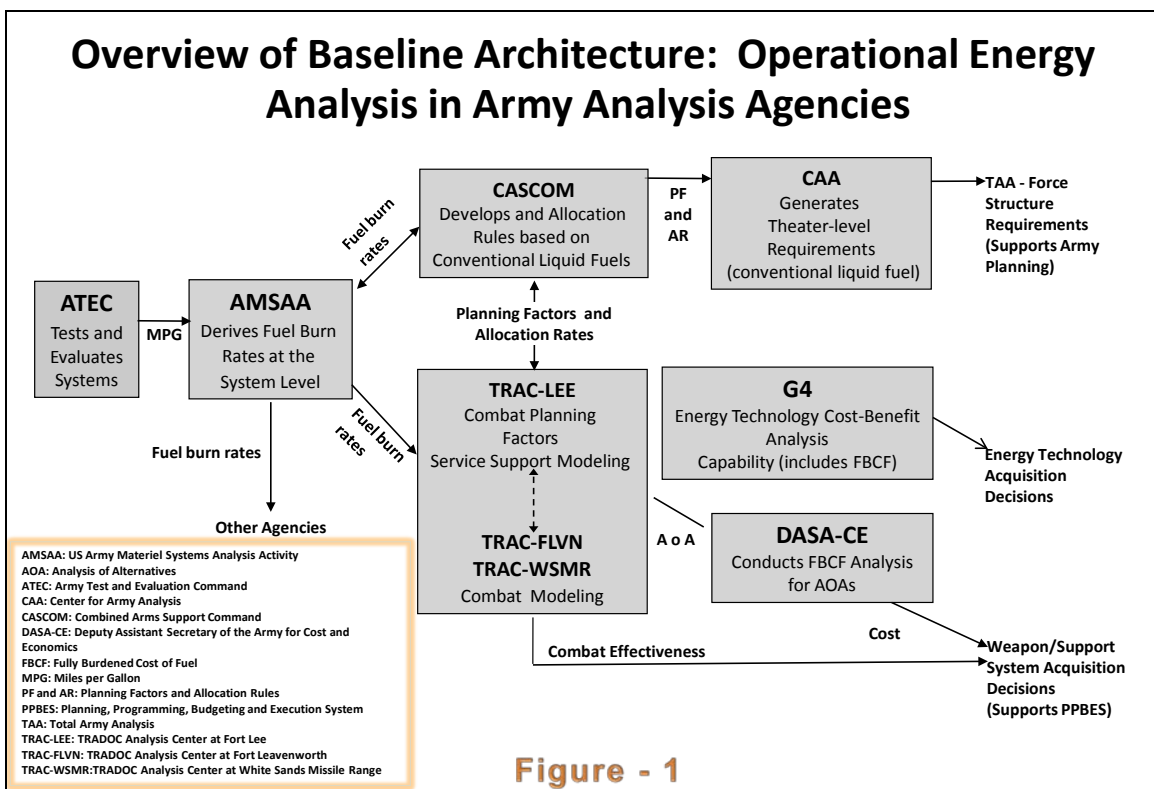 Overview of Baseline Architecture: Operational Energy
Analysis in Army Analysis Agencies
ATEC
Tests and
Evaluates
Systems
MPG
AMSAA
Derives Fuel Burn
Rates at the
System Level
Fuel burn
rates
CASCOM
Develops and Allocation
Rules based on
Conventional Liquid Fuels
PF
and
AR
CAA
Generates
Theater-level
Requirements
(conventional liquid fuel)
TAA - Force
Structure
Requirements
(Supports Army
Planning)
Planning Factors and
Allocation Rates
Fuel burn
rates
TRAC-LEE
Combat Planning
Factors
Service Support Modeling
TRAC-FLVN
TRAC-WSMR
Combat Modeling
G4
Energy Technology Cost-Benefit
Analysis
Capability (includes FBCF)
Energy Technology
Acquisition
Decisions
A o A
DASA-CE
Conducts FBCF Analysis
for AOAs
Cost
Combat Effectiveness
Weapon/Support
System Acquisition
Decisions
(Supports PPBES)
Fuel burn rates
Other Agencies
AMSAA: US Army Materiel Systems Analysis Activity
AOA: Analysis of Alternatives
ATEC: Army Test and Evaluation Command
CAA: Center for Army Analysis
CASCOM: Combined Arms Support Command
DASA-CE: Deputy Assistant Secretary of the Army for Cost and
Economics
FBCF: Fully Burdened Cost of Fuel
MPG: Miles per Gallon
PF and AR: Planning Factors and Allocation Rules
PPBES: Planning, Programming, Budgeting and Execution System
TAA: Total Army Analysis
TRAC-LEE: TRADOC Analysis Center at Fort Lee
TRAC-FLVN: TRADOC Analysis Center at Fort Leavenworth
TRAC-WSMR:TRADOC Analysis Center at White Sands Missile Range
Figure - 1